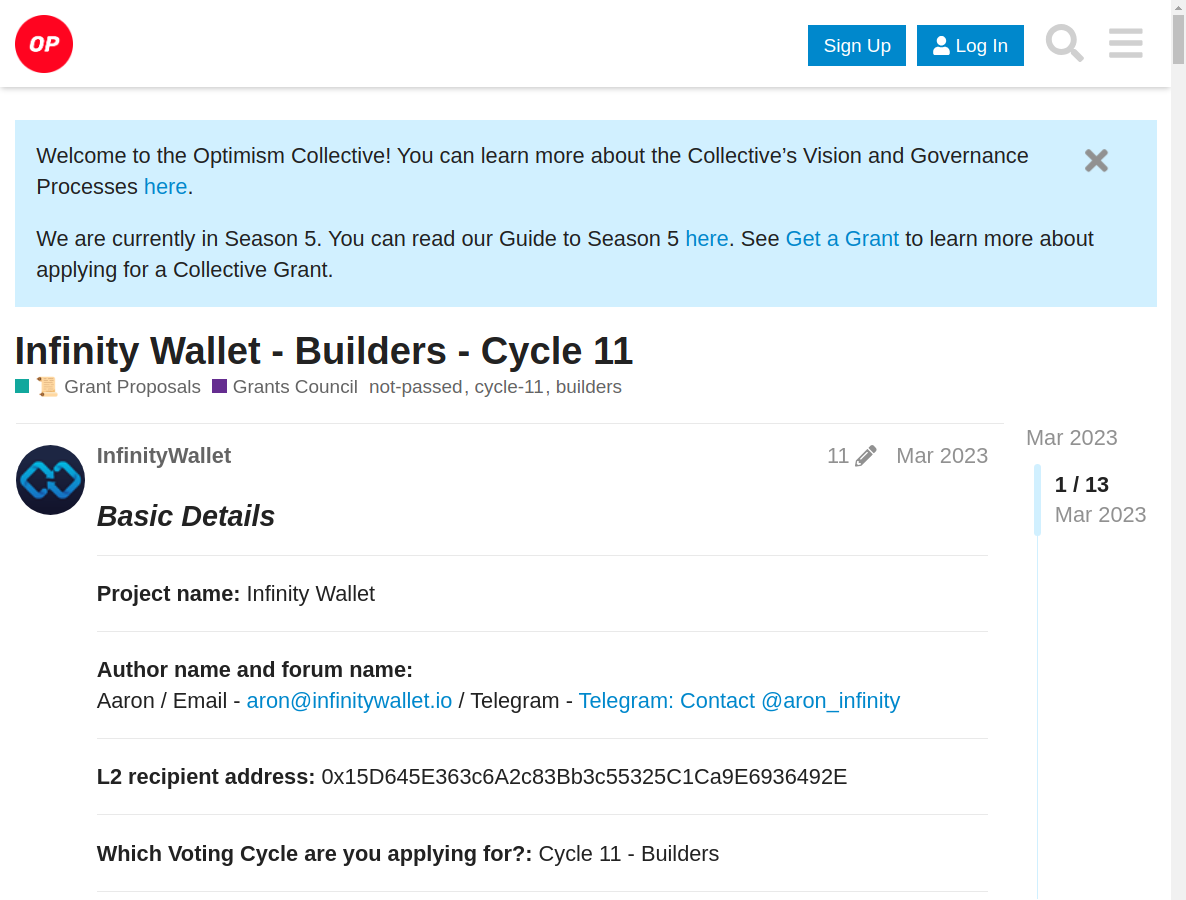 OP
Sign Up
Log In
Welcome to the Optimism Collective! You can learn more about the Collective’s Vision and Governance
Processes here.
We are currently in Season 5. You can read our Guide to Season 5 here. See Get a Grant to learn more about
applying for a Collective Grant.
Infinity Wallet - Builders - Cycle 11
Grant Proposals Grants Council not-passed, cycle-11, builders
InfinityWallet 11 Mar 2023
Mar 2023
1 / 13
Mar 2023
Basic Details
Project name: Infinity Wallet
Author name and forum name:
Aaron / Email - aron@infinitywallet.io / Telegram - Telegram: Contact @aron_infinity
L2 recipient address: 0x15D645E363c6A2c83Bb3c55325C1Ca9E6936492E
Which Voting Cycle are you applying for?: Cycle 11 - Builders